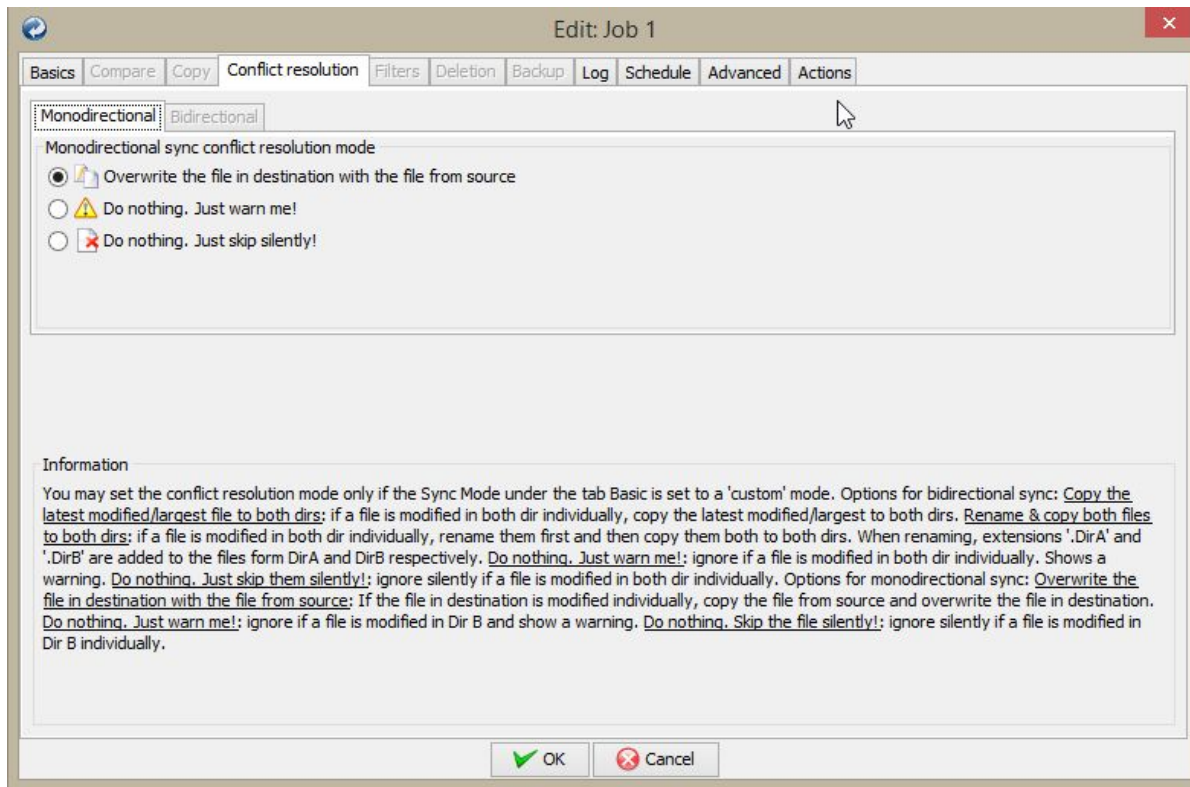 Edit: Job 1
Basics Compare Copy Conflict resolution Filters Deletion Backup Log Schedule Advanced Actions
Monodirectional Bidirectional
Monodirectional sync conflict resolution mode
Overwrite the file in destination with the file from source
Do nothing. Just warn me!
Do nothing. Just skip silently!
Information
You may set the conflict resolution mode only if the Sync Mode under the tab Basic is set to a 'custom' mode. Options for bidirectional sync: Copy the
latest modified/largest file to both dirs: if a file is modified in both dir individually, copy the latest modified/largest to both dirs. Rename & copy both files
to both dirs: if a file is modified in both dir individually, rename them first and then copy them both to both dirs. When renaming, extensions '.DirA' and
'.DirB' are added to the files form DirA and DirB respectively. Do nothing. Just warn me!: ignore if a file is modified in both dir individually. Shows a
warning. Do nothing. Just skip them silently!: ignore silently if a file is modified in both dir individually. Options for monodirectional sync: Overwrite the
file in destination with the file from source: If the file in destination is modified individually, copy the file from source and overwrite the file in destination.
Do nothing. Just warn me!: ignore if a file is modified in Dir B and show a warning. Do nothing. Skip the file silently!: ignore silently if a file is modified in
Dir B individually.
OK Cancel